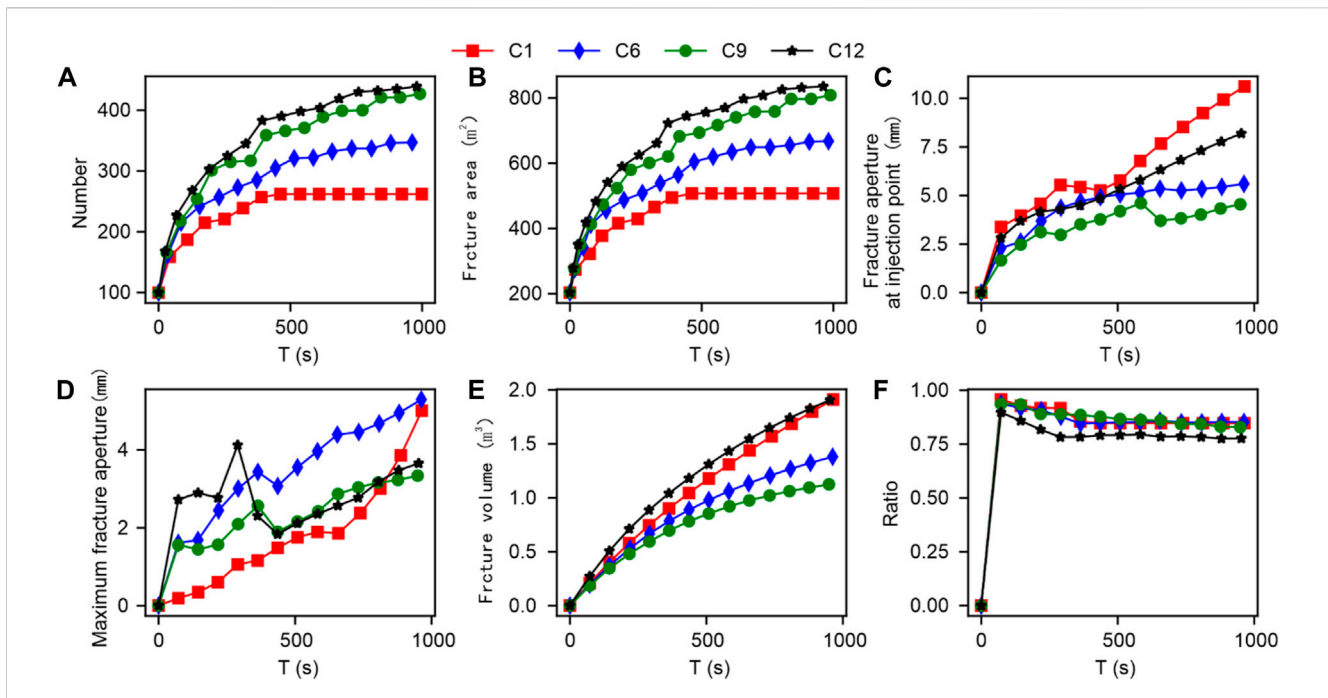 C1 C6 C9 C12
A
Number
400
300
200
100
0 500 1000
T (s)
B
Frcture area (m²)
800
600
400
200
0 500 1000
T (s)
C
Fracture aperture
at injection point (mm)
10.0
7.5
5.0
2.5
0.0
0 500 1000
T (s)
D
Maximum fracture aperture(mm)
4
2
0
0 500 1000
T (s)
E
Frcture volume (m³)
2.0
1.5
1.0
0.5
0.0
0 500 1000
T (s)
F
Ratio
1.00
0.75
0.50
0.25
0.00
0 500 1000
T (s)